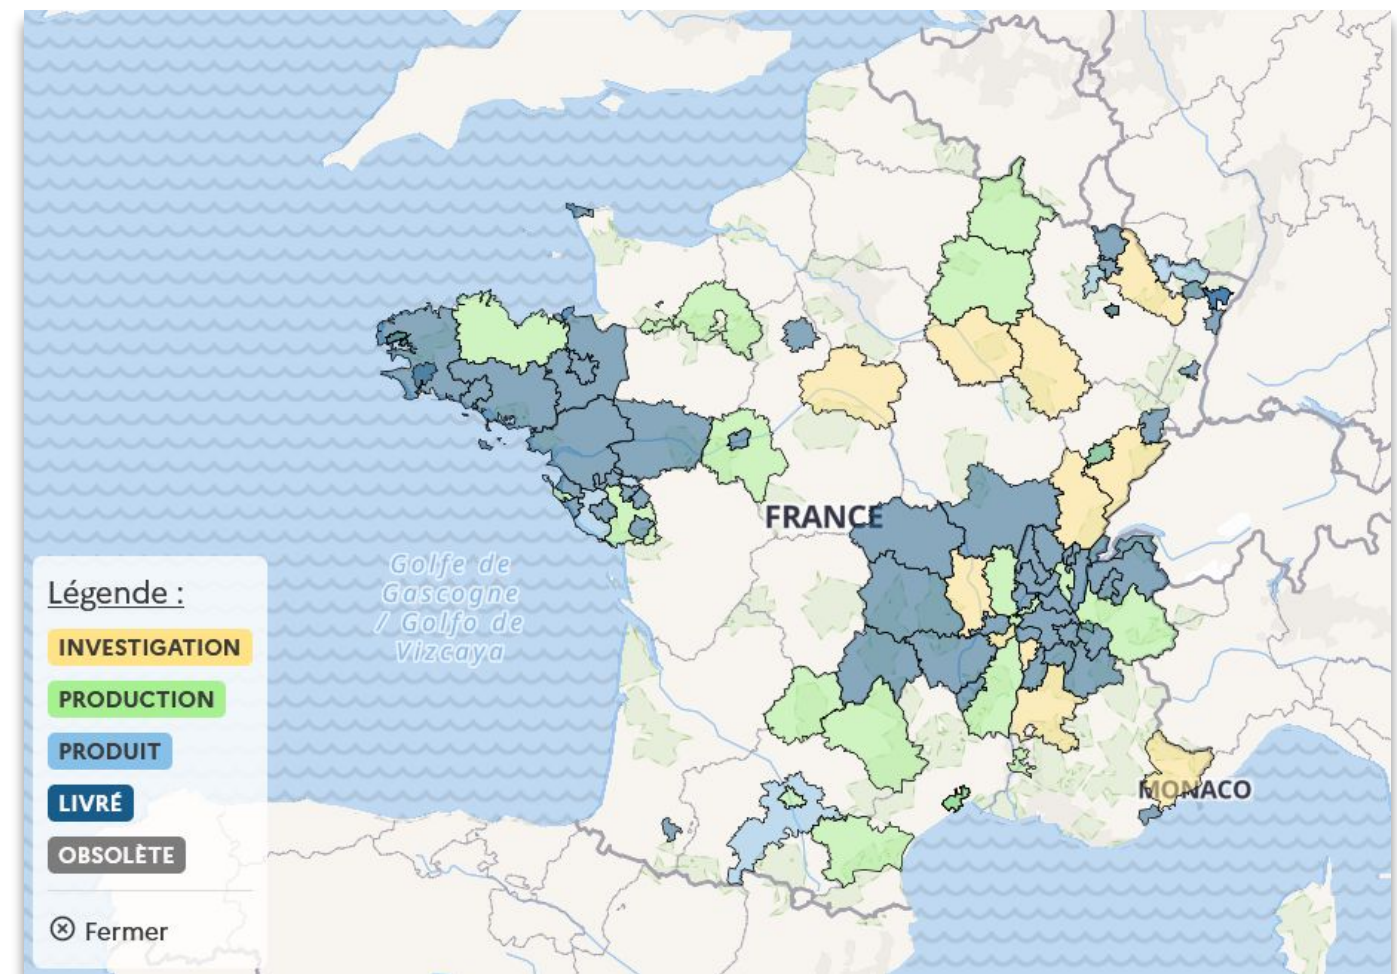 FRANCE
Golfe de
Gascogne
/ Golfo de
Vizcaya
MONACO
Légende :
INVESTIGATION
PRODUCTION
PRODUIT
LIVRÉ
OBSOLÈTE
Fermer